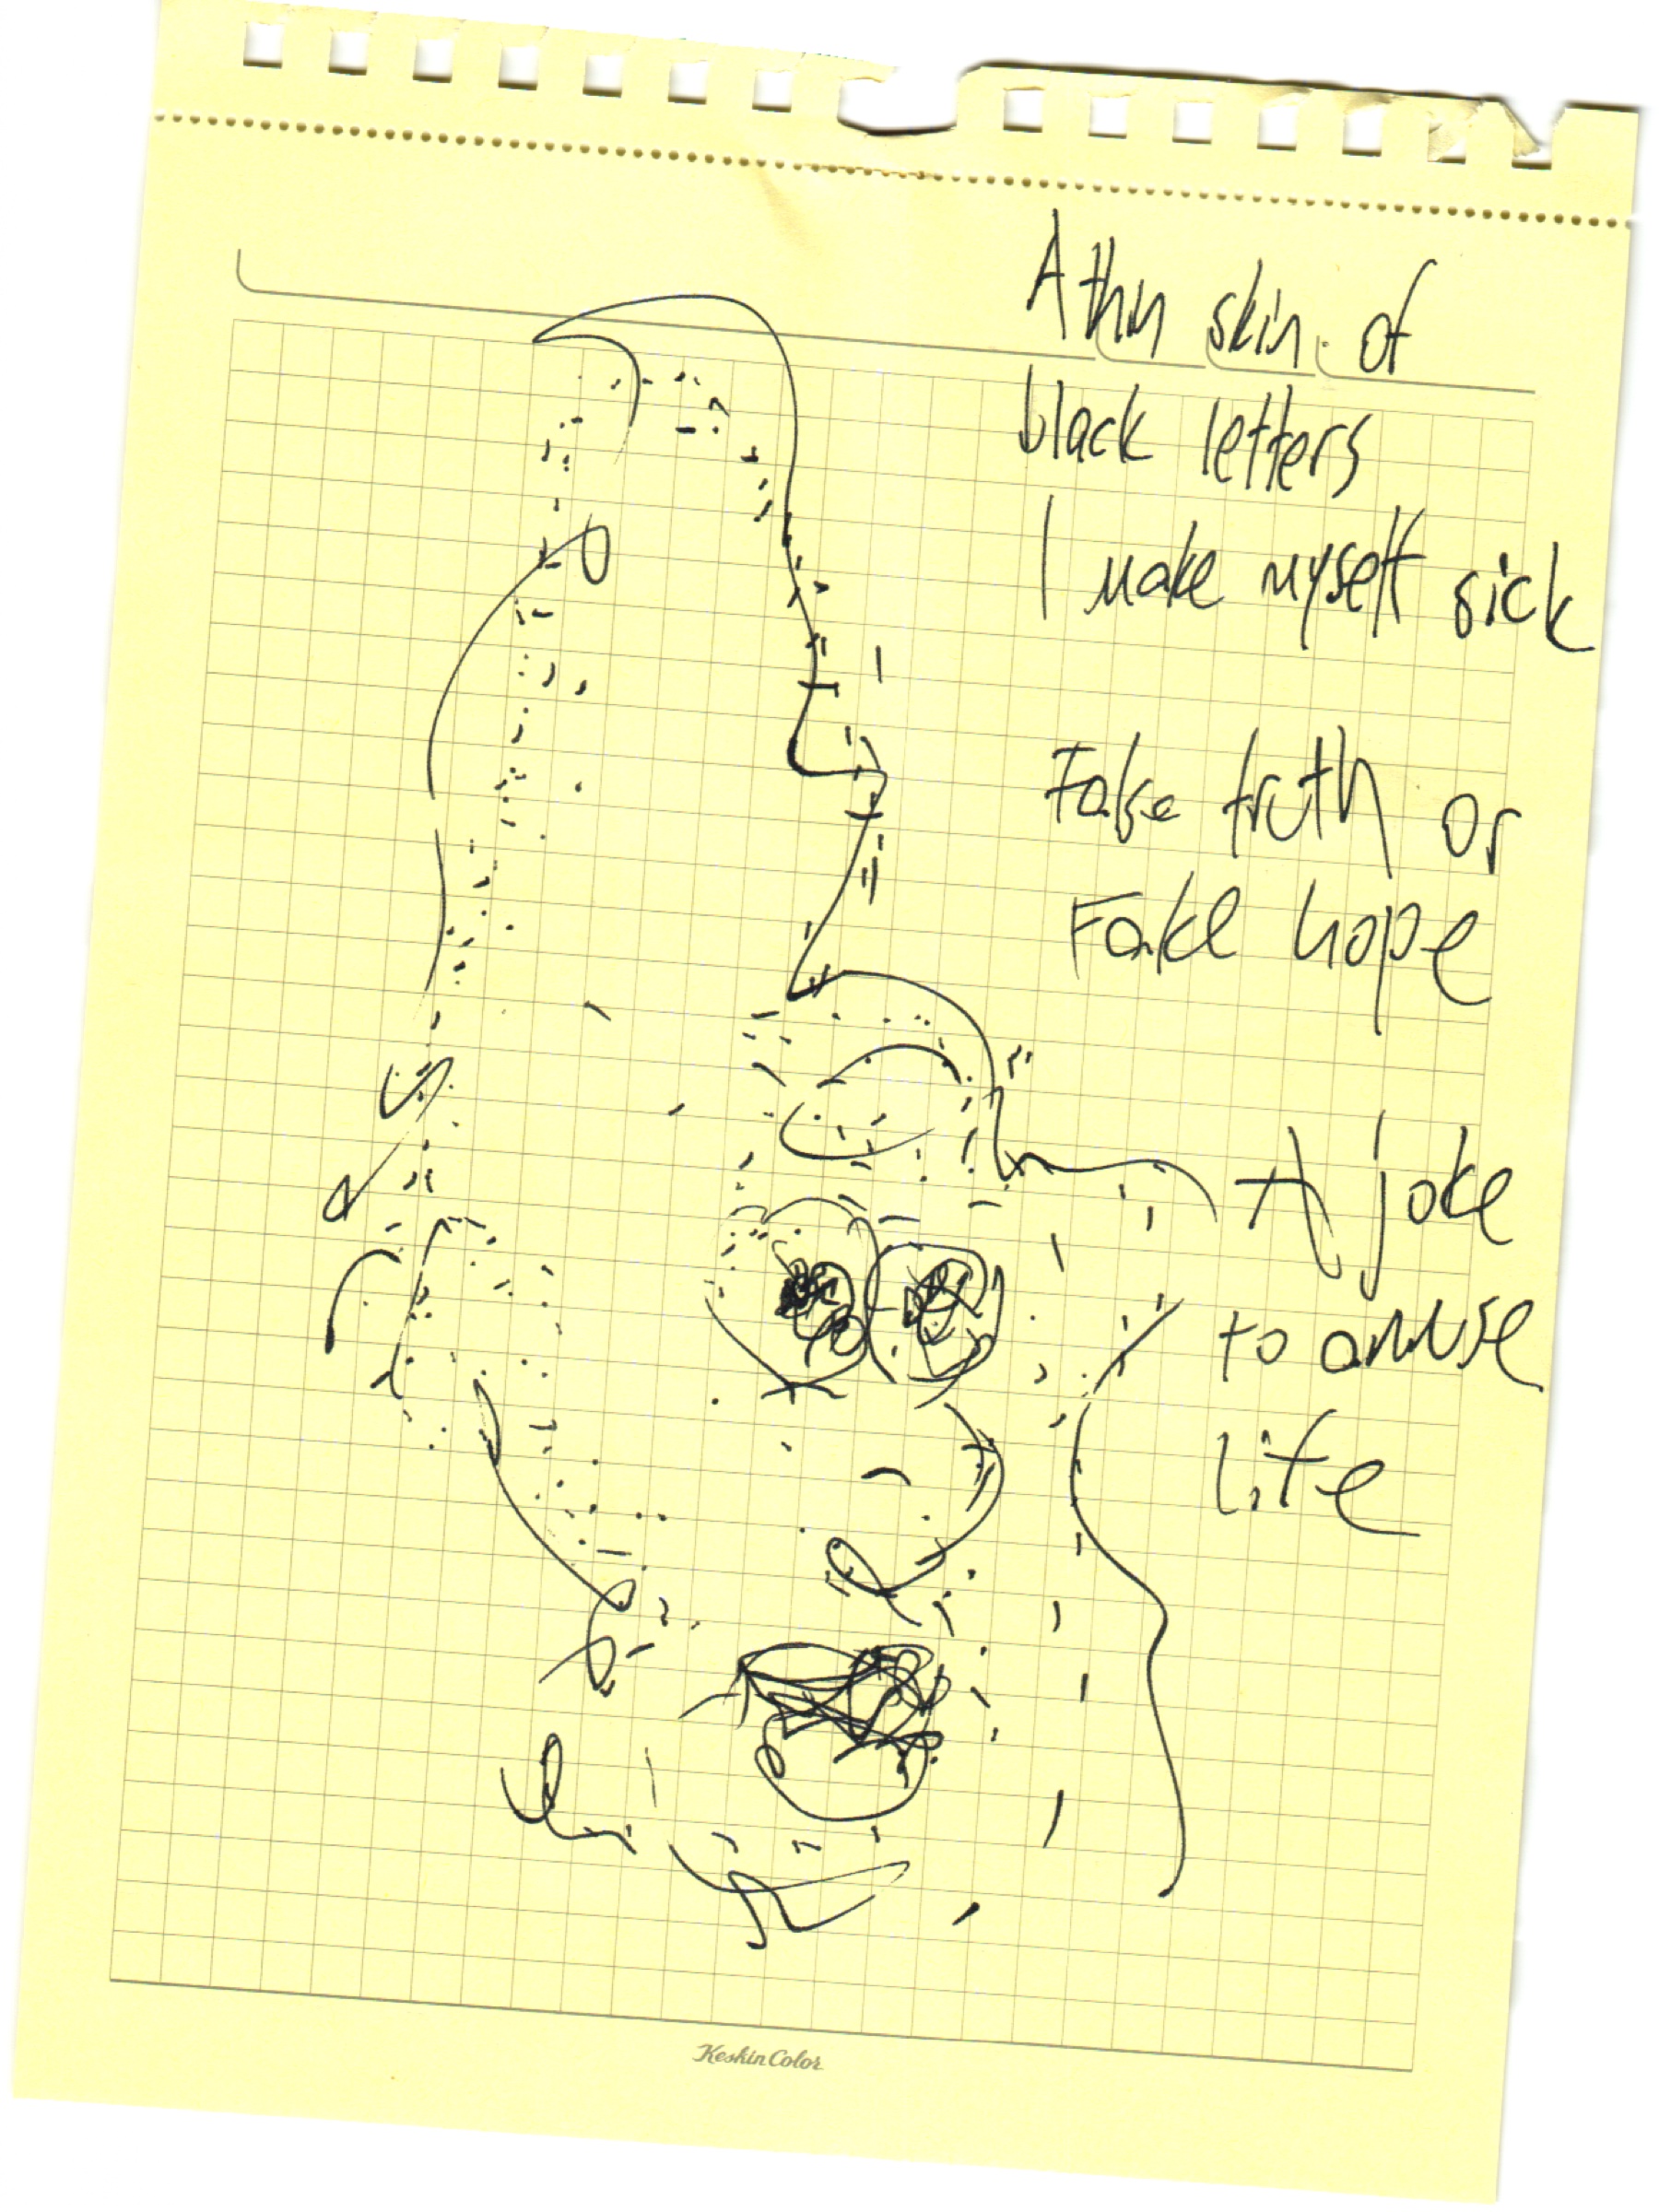 A thin skin of
black letters
I make myself sick
False truth or
Fake hope
A joke
to amuse
life
Keskin Color